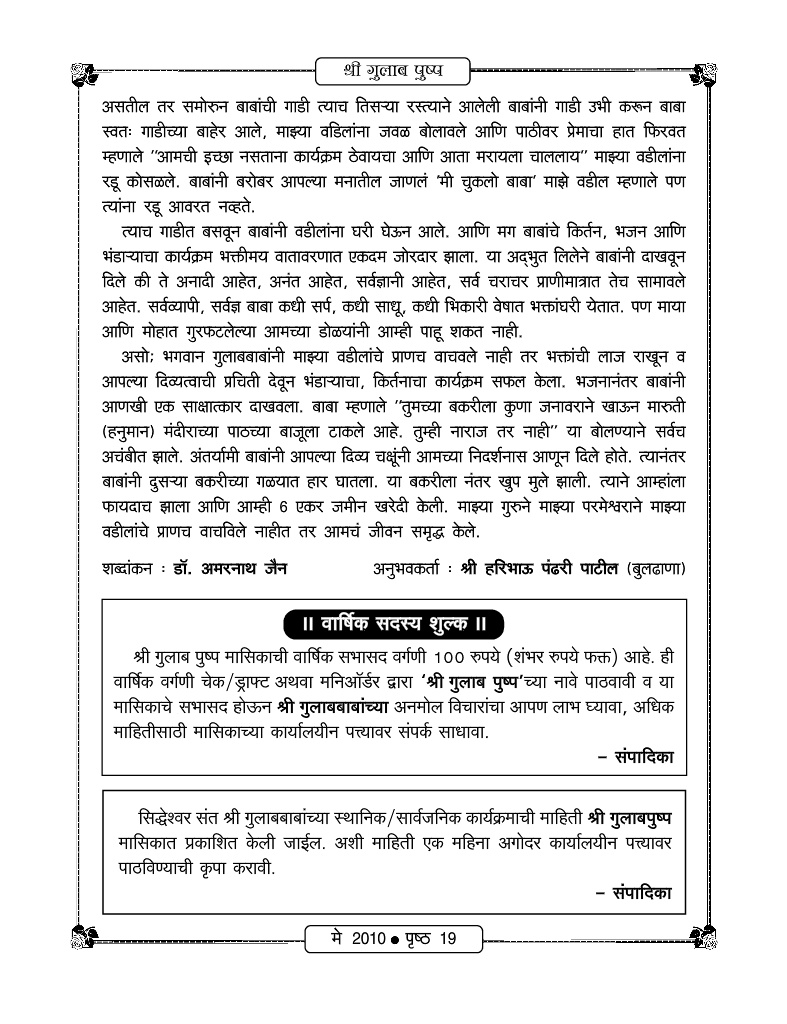 श्री गुलाब पुष्प
असतील तर समोरुन बाबांची गाडी त्याच तिसऱ्या रस्त्याने आलेली बाबांनी गाडी उभी करून बाबा
स्वतः गाडीच्या बाहेर आले, माझ्या वडिलांना जवळ बोलावले आणि पाठीवर प्रेमाचा हात फिरवत
म्हणाले "आमची इच्छा नसताना कार्यक्रम ठेवायचा आणि आता मरायला चाललाय" माझ्या वडीलांना
रडू कोसळले. बाबांनी बरोबर आपल्या मनातील जाणलं 'मी चुकलो बाबा' माझे वडील म्हणाले पण
त्यांना रडू आवरत नव्हते.
त्याच गाडीत बसवून बाबांनी वडीलांना घरी घेऊन आले. आणि मग बाबांचे किर्तन, भजन आणि
भंडाऱ्याचा कार्यक्रम भक्तीमय वातावरणात एकदम जोरदार झाला. या अद्‌भुत लिलेने बाबांनी दाखवून
दिले की ते अनादी आहेत, अनंत आहेत, सर्वज्ञानी आहेत, सर्व चराचर प्राणीमात्रात तेच सामावले
आहेत. सर्वव्यापी, सर्वज्ञ बाबा कधी सर्प, कधी साधू, कधी भिकारी वेषात भक्तांघरी येतात. पण माया
आणि मोहात गुरफटलेल्या आमच्या डोळयांनी आम्ही पाहू शकत नाही.
असो; भगवान गुलाबबाबांनी माझ्या वडीलांचे प्राणच वाचवले नाही तर भक्तांची लाज राखून व
आपल्या दिव्यत्वाची प्रचिती देवून भंडाऱ्याचा, किर्तनाचा कार्यक्रम सफल केला. भजनानंतर बाबांनी
आणखी एक साक्षात्कार दाखवला. बाबा म्हणाले "तुमच्या बकरीला कुणा जनावराने खाऊन मारुती
(हनुमान) मंदीराच्या पाठच्या बाजूला टाकले आहे. तुम्ही नाराज तर नाही" या बोलण्याने सर्वच
अचंबीत झाले. अंतर्यामी बाबांनी आपल्या दिव्य चक्षूंनी आमच्या निदर्शनास आणून दिले होते. त्यानंतर
बाबांनी दुसऱ्या बकरीच्या गळयात हार घातला. या बकरीला नंतर खुप मुले झाली. त्याने आम्हांला
फायदाच झाला आणि आम्ही 6 एकर जमीन खरेदी केली. माझ्या गुरुने माझ्या परमेश्वराने माझ्या
वडीलांचे प्राणच वाचविले नाहीत तर आमचं जीवन समृद्ध केले.
शब्दांकन : डॉ. अमरनाथ जैन अनुभवकर्ता : श्री हरिभाऊ पंढरी पाटील (बुलढाणा)
॥ वार्षिक सदस्य शुल्क ॥
श्री गुलाब पुष्प मासिकाची वार्षिक सभासद वर्गणी 100 रुपये (शंभर रुपये फक्त) आहे. ही
वार्षिक वर्गणी चेक/ड्राफ्ट अथवा मनिऑर्डर द्वारा 'श्री गुलाब पुष्प'च्या नावे पाठवावी व या
मासिकाचे सभासद होऊन श्री गुलाबबाबांच्या अनमोल विचारांचा आपण लाभ घ्यावा, अधिक
माहितीसाठी मासिकाच्या कार्यालयीन पत्त्यावर संपर्क साधावा.
– संपादिका
सिद्धेश्वर संत श्री गुलाबबाबांच्या स्थानिक/सार्वजनिक कार्यक्रमाची माहिती श्री गुलाबपुष्प
मासिकात प्रकाशित केली जाईल. अशी माहिती एक महिना अगोदर कार्यालयीन पत्त्यावर
पाठविण्याची कृपा करावी.
– संपादिका
मे 2010 ● पृष्ठ 19